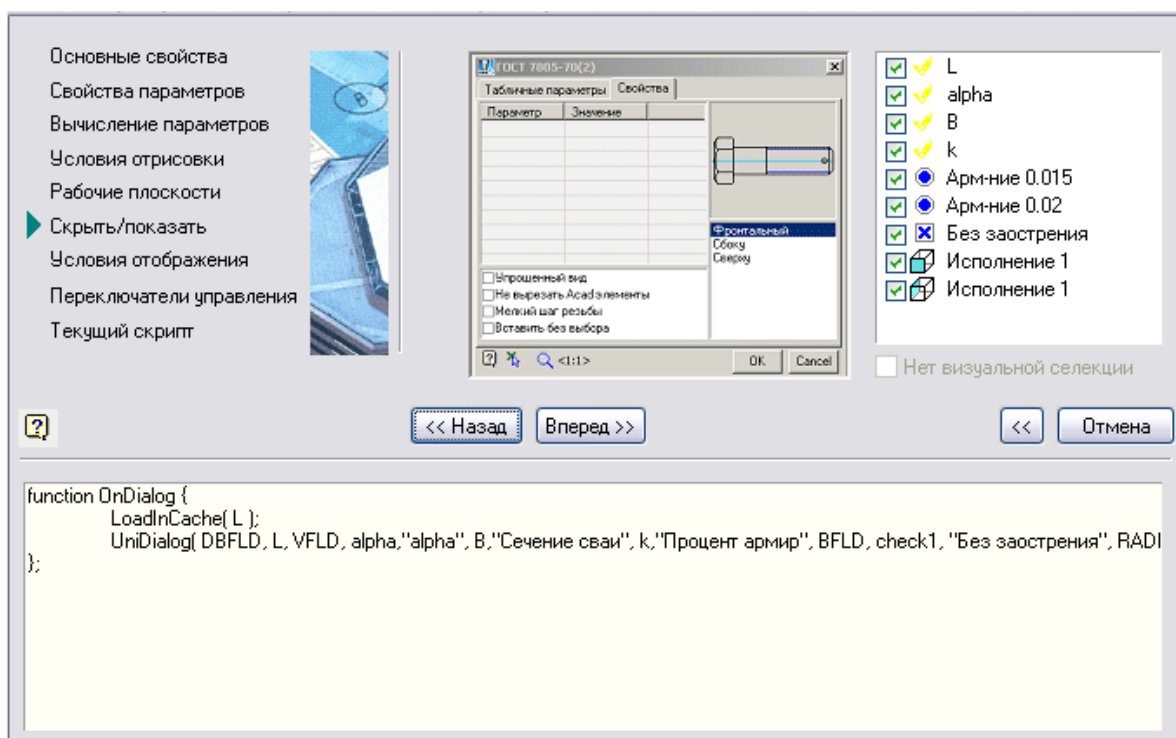 Основные свойства
Свойства параметров
Вычисление параметров
Условия отрисовки
Рабочие плоскости
Скрыть/показать
Условия отображения
Переключатели управления
Текущий скрипт
B
ГОСТ 7805-70(2)
Табличные параметры Свойства
Параметр Значение
Фронтальный
Сбоку
Сверху
Упрощенный вид
Не вырезать Acad элементы
Мелкий шаг резьбы
Вставить без выбора
<1:1> OK Cancel
L
alpha
B
k
Арм-ние 0.015
Арм-ние 0.02
Без заострения
Исполнение 1
Исполнение 1
Нет визуальной селекции
<< Назад Вперед >> << Отмена
function OnDialog {
LoadInCache( L );
UniDialog( DBFLD, L, VFLD, alpha,"alpha", B,"Сечение сваи", k,"Процент армир", BFLD, check1, "Без заострения", RADI
};